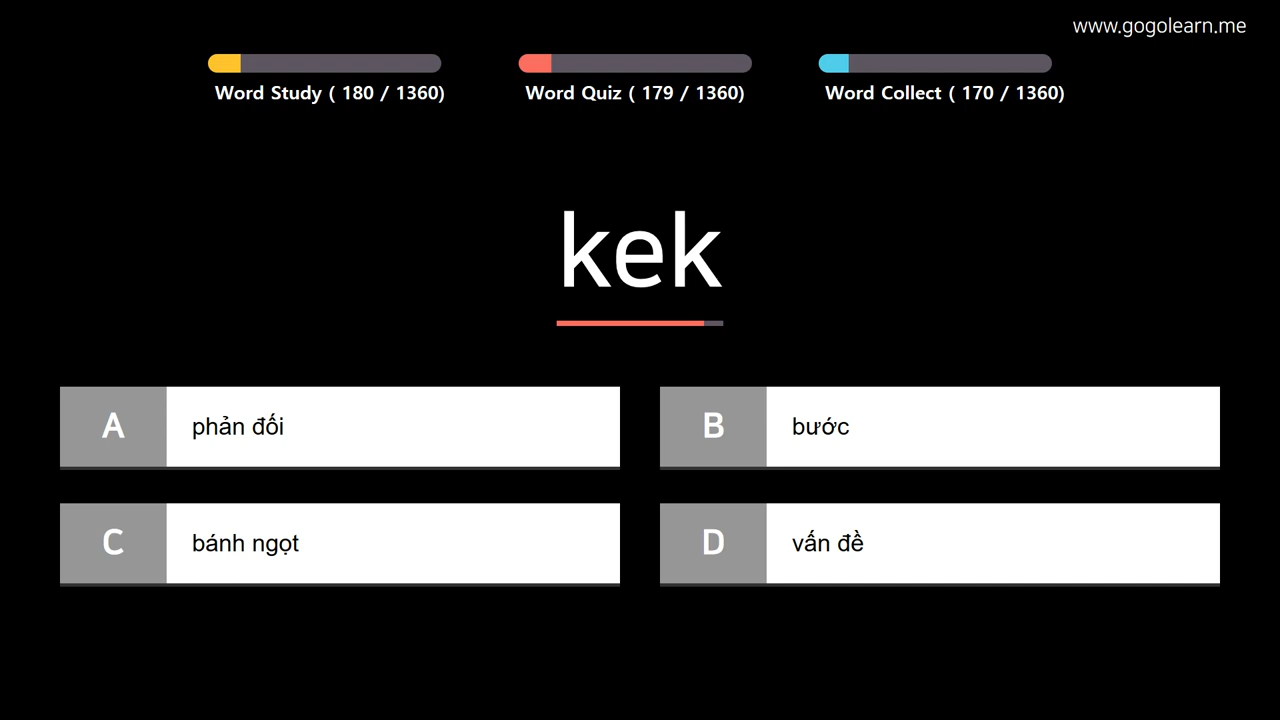 www.gogolearn.me
Word Study ( 180 / 1360)
Word Quiz ( 179 / 1360)
Word Collect ( 170 / 1360)
kek
A phản đối
B bước
C bánh ngọt
D vấn đề